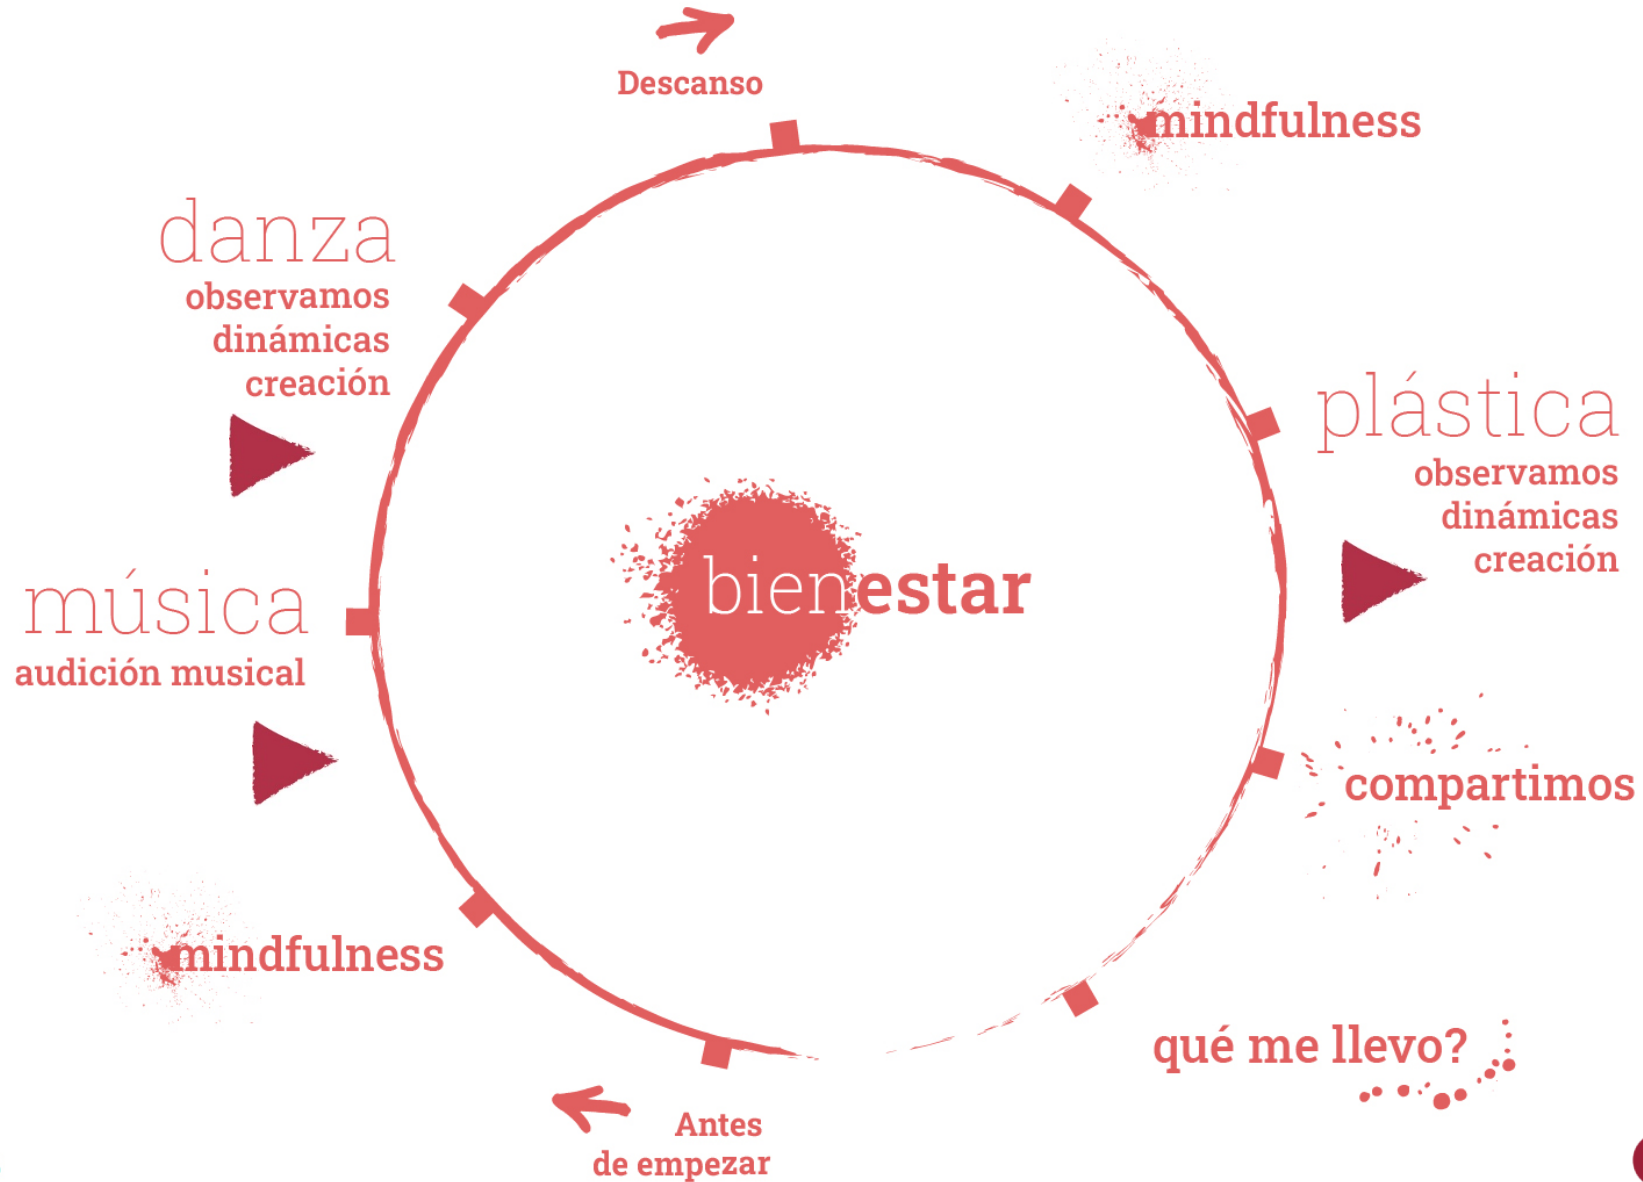 Descanso
mindfulness
danza
observamos
dinámicas
creación
plástica
observamos
dinámicas
creación
bienestar
música
audición musical
compartimos
mindfulness
qué me llevo?
Antes
de empezar